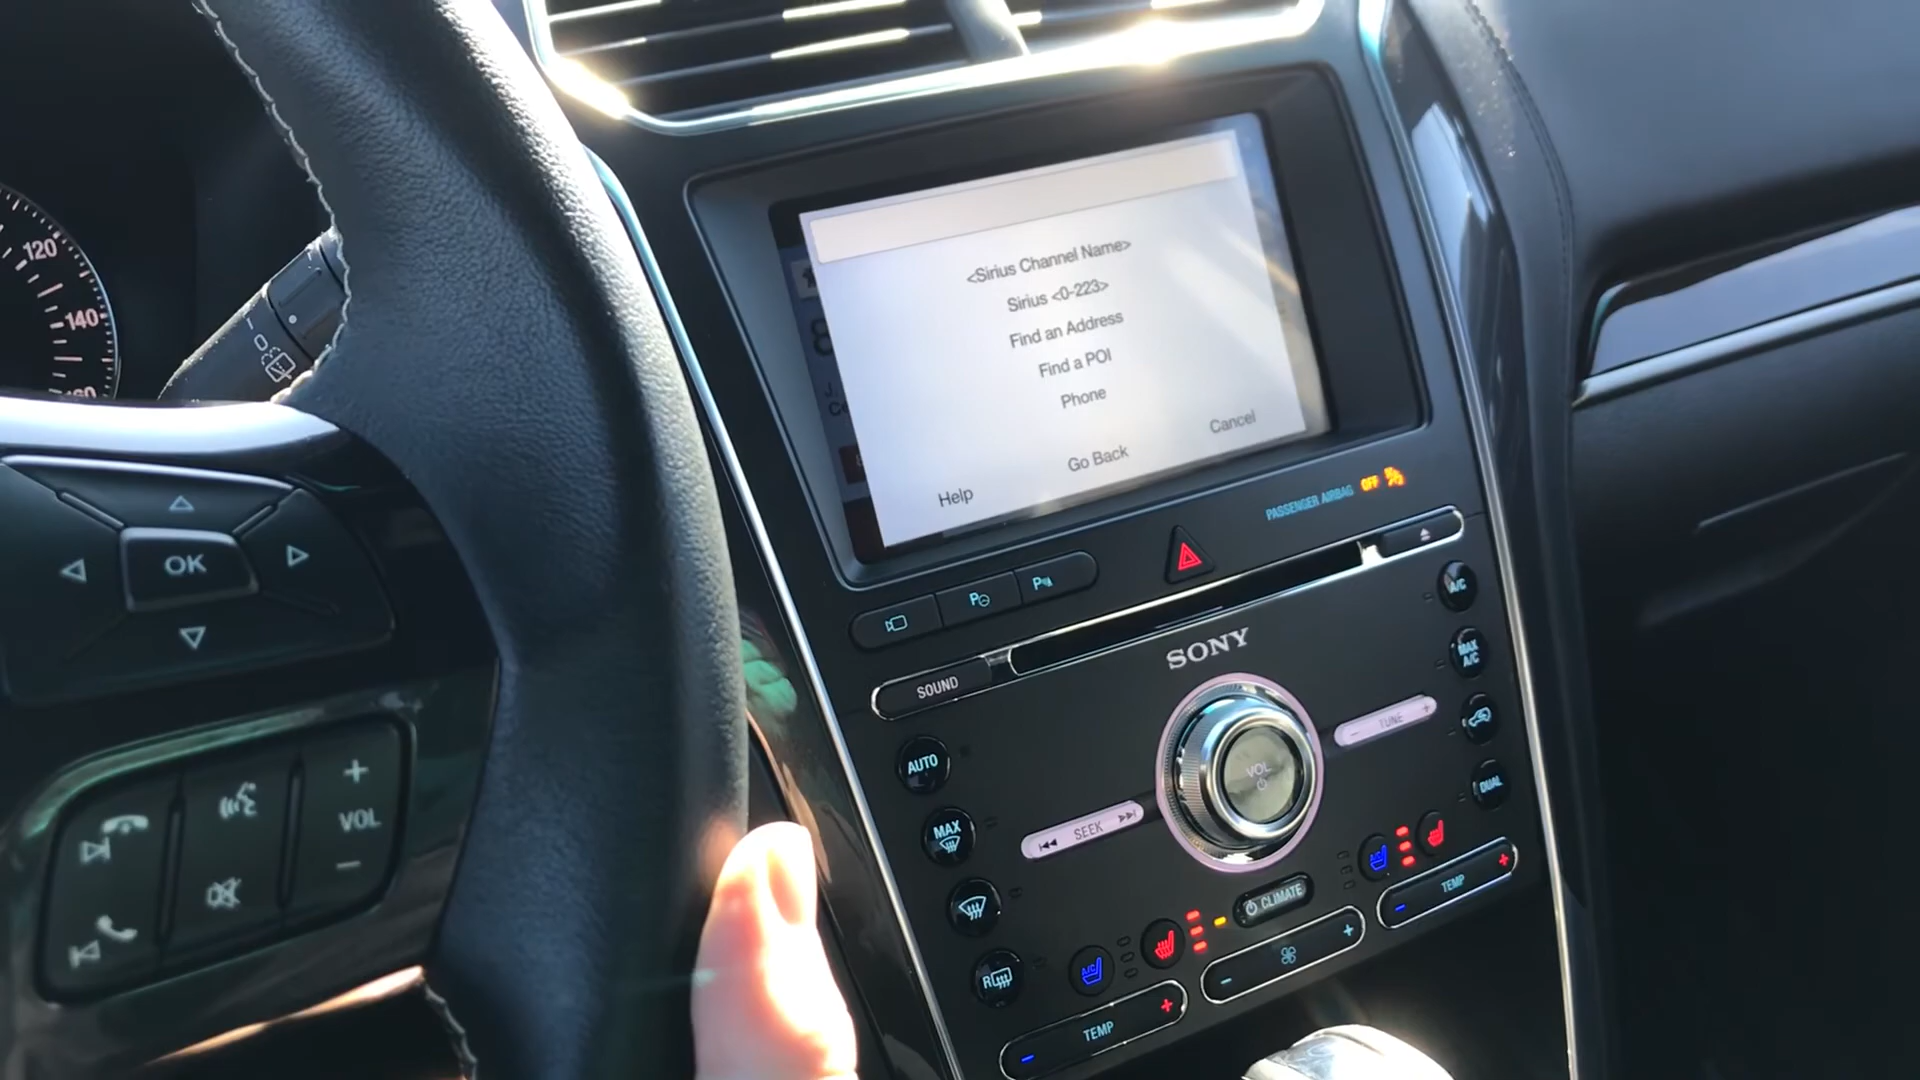 120
140
<Sirius Channel Name>
Sirius <0-223>
Find an Address
Find a POI
Phone
Cancel
Go Back
Help
PASSENGER AIRBAG OFF
OK
SONY
SOUND
A/C
MAX A/C
AUTO
VOL
TUNE
SEEK
DUAL
MAX
+
VOL
-
CLIMATE
TEMP
A/C
R
TEMP